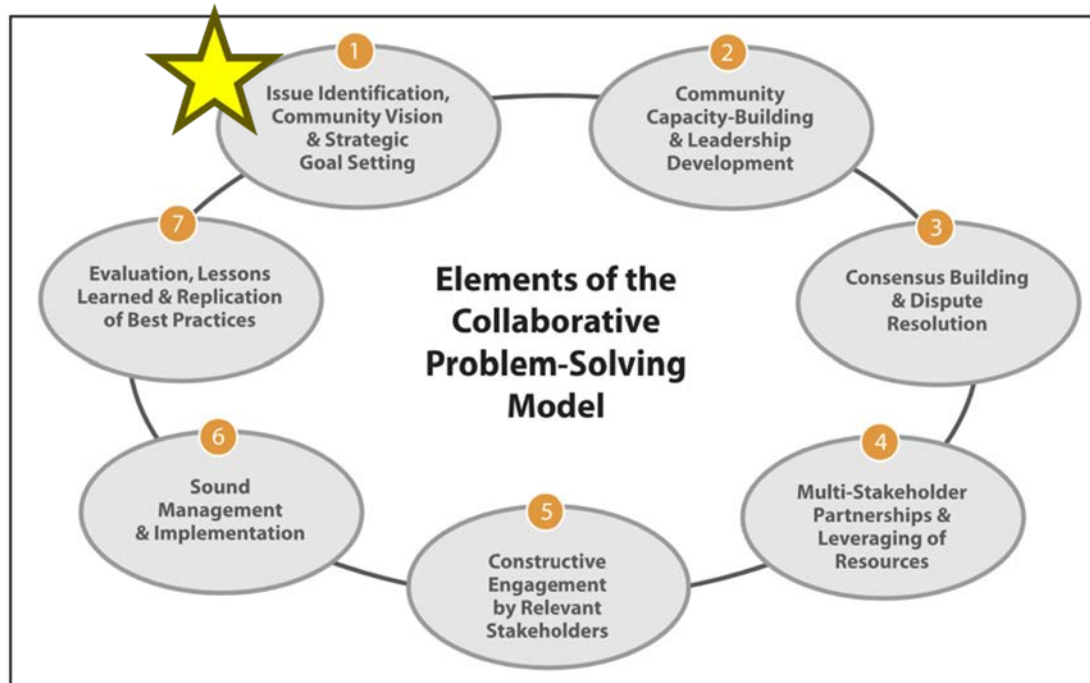 1
Issue Identification,
Community Vision
& Strategic
Goal Setting
2
Community
Capacity-Building
& Leadership
Development
3
Consensus Building
& Dispute
Resolution
4
Multi-Stakeholder
Partnerships &
Leveraging of
Resources
5
Constructive
Engagement
by Relevant
Stakeholders
6
Sound
Management
& Implementation
7
Evaluation, Lessons
Learned & Replication
of Best Practices
Elements of the
Collaborative
Problem-Solving
Model